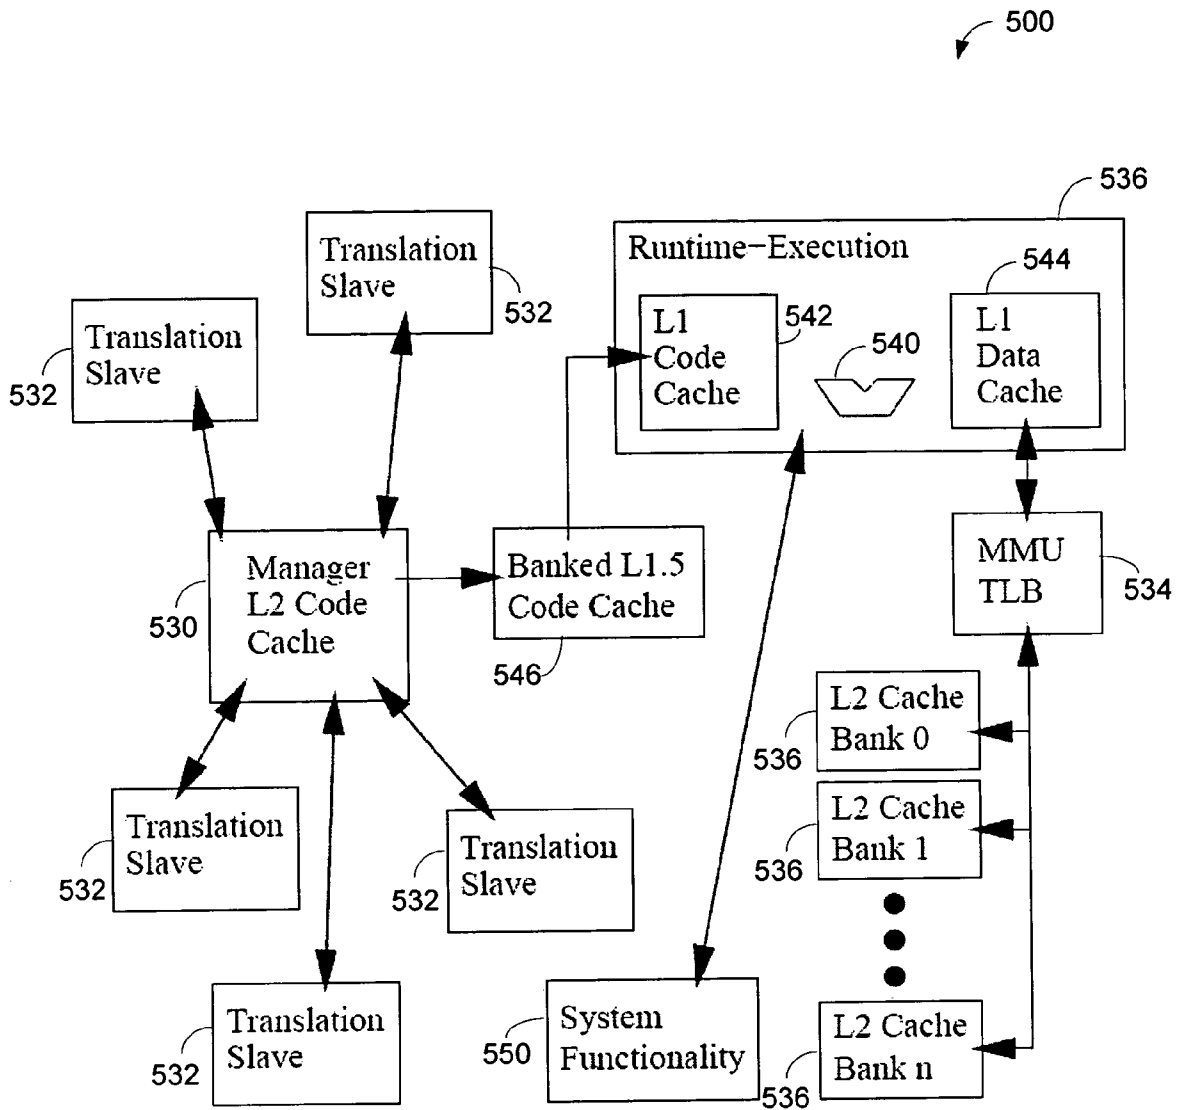 500
536
Runtime-Execution
544
Translation
Slave
532
L1
Code
Cache
542
540
L1
Data
Cache
Translation
Slave
532
Manager
L2 Code
Cache
530
Banked L1.5
Code Cache
546
MMU
TLB
534
L2 Cache
Bank 0
536
L2 Cache
Bank 1
536
Translation
Slave
532
Translation
Slave
532
Translation
Slave
532
System
Functionality
550
L2 Cache
Bank n
536